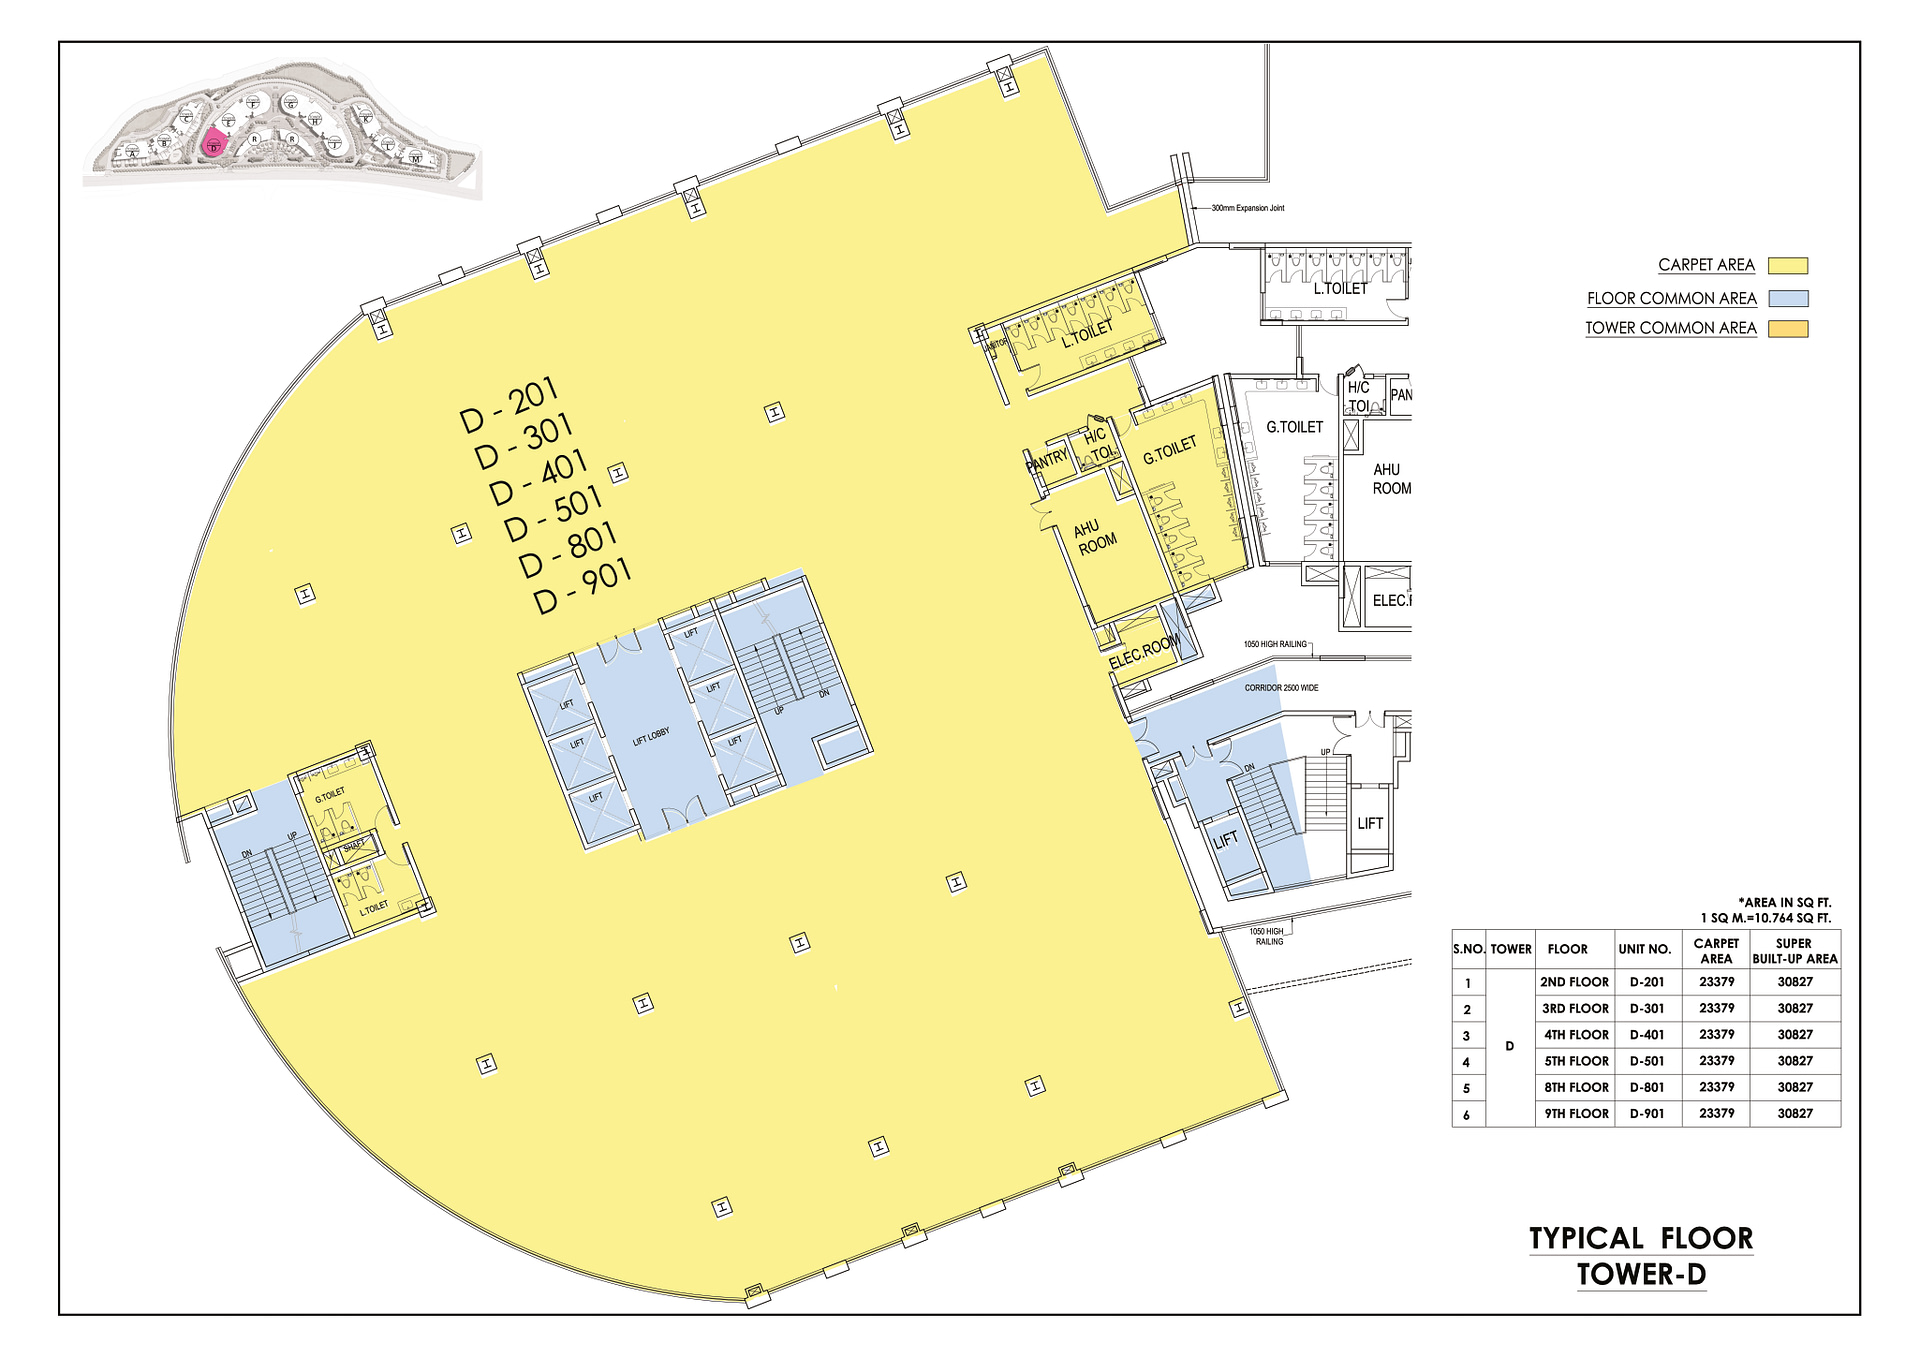 C
F
G
B
E
H
K
A
D
R
R
J
L
M
300mm Expansion Joint
CARPET AREA
FLOOR COMMON AREA
TOWER COMMON AREA
L.TOILET
L.TOILET
JANITOR
D - 201
D - 301
D - 401
D - 501
D - 801
D - 901
H/C
TOI.
PAN
G.TOILET
H/C
TOI.
PANTRY
G.TOILET
AHU
ROOM
AHU
ROOM
ELEC.R
ELEC.ROOM
1050 HIGH RAILING
CORRIDOR 2500 WIDE
LIFT
LIFT
LIFT
LIFT
LIFT
LIFT
LIFT LOBBY
UP
DN
UP
DN
LIFT
LIFT
G.TOILET
UP
DN
SHAFT
L.TOILET
1050 HIGH
RAILING
*AREA IN SQ FT.
1 SQ M.=10.764 SQ FT.
S.NO. TOWER FLOOR UNIT NO. CARPET AREA SUPER BUILT-UP AREA
1 2ND FLOOR D-201 23379 30827
2 3RD FLOOR D-301 23379 30827
3 4TH FLOOR D-401 23379 30827
D
4 5TH FLOOR D-501 23379 30827
5 8TH FLOOR D-801 23379 30827
6 9TH FLOOR D-901 23379 30827
TYPICAL FLOOR
TOWER-D